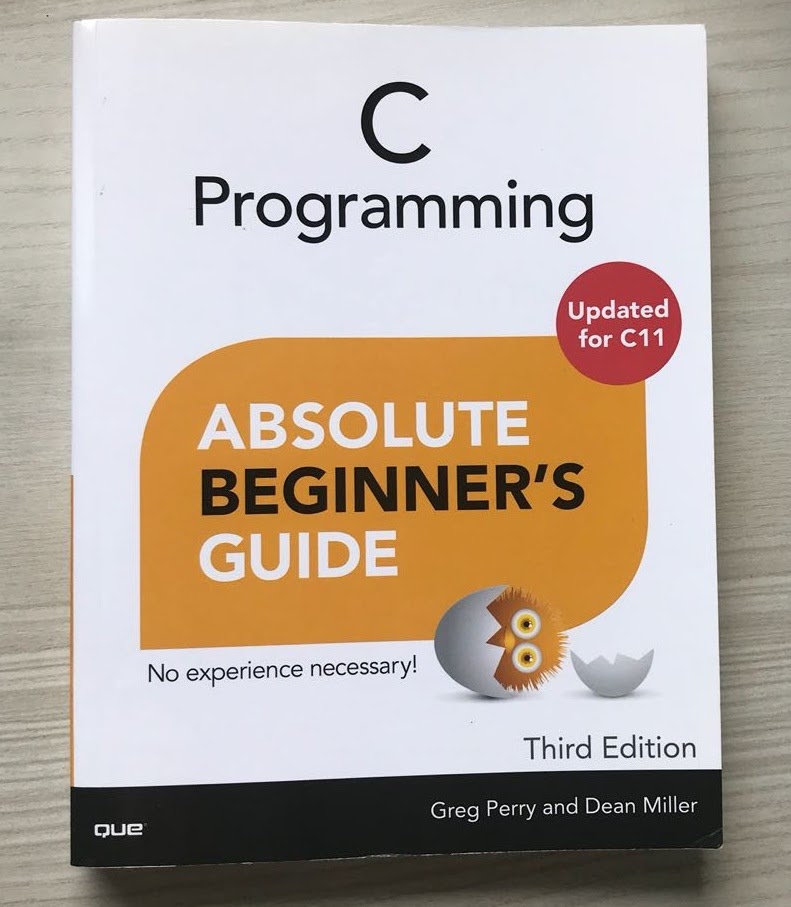 C
Programming
Updated
for C11
ABSOLUTE
BEGINNER'S
GUIDE
No experience necessary!
Third Edition
Greg Perry and Dean Miller
que